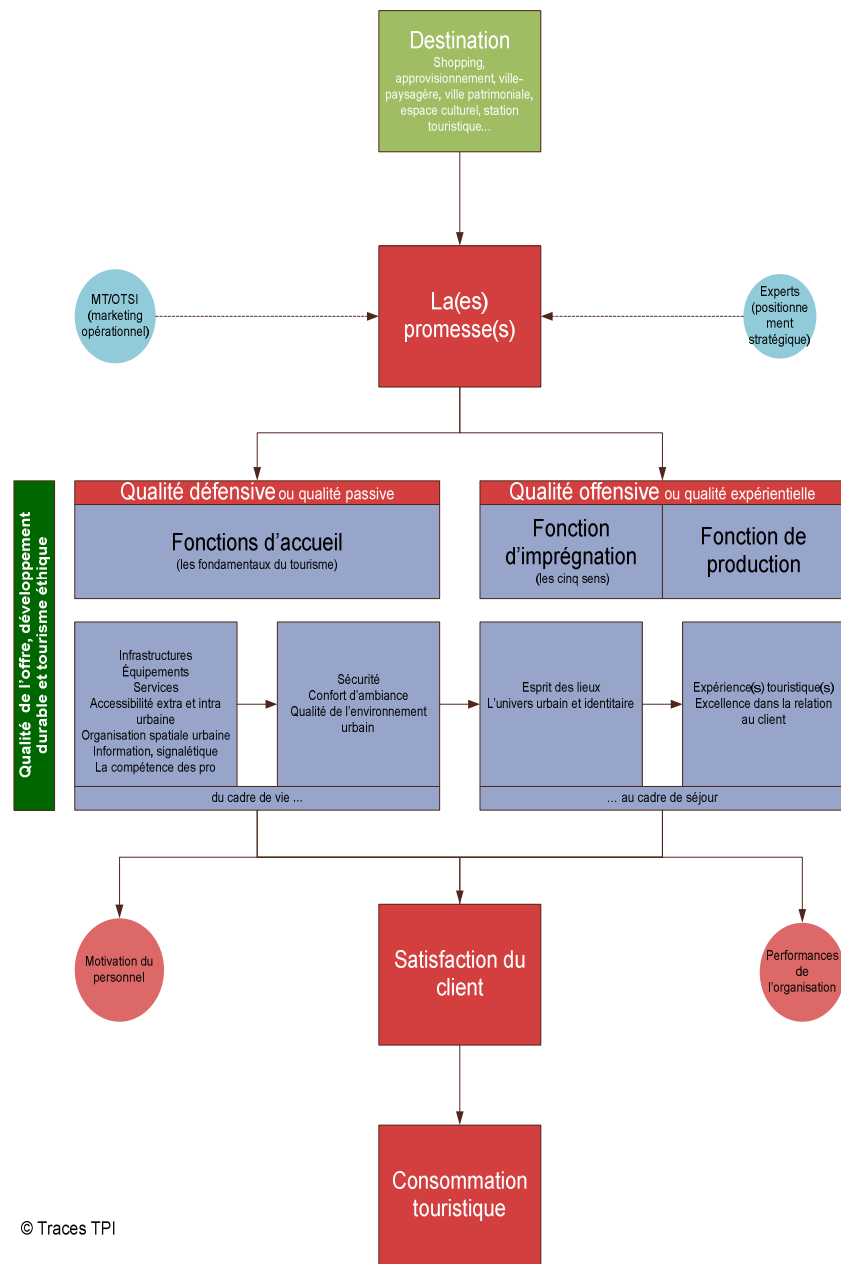 Destination
Shopping,
approvisionnement, ville-
paysagère, ville patrimoniale,
espace culturel, station
touristique...
MT/OTSI
(marketing
opérationnel)
La(es)
promesse(s)
Experts
(positionne
ment
stratégique)
Qualité de l'offre, développement
durable et tourisme éthique
Qualité défensive ou qualité passive
Fonctions d'accueil
(les fondamentaux du tourisme)
Qualité offensive ou qualité expérientielle
Fonction
d'imprégnation
(les cinq sens)
Fonction de
production
Infrastructures
Équipements
Services
Accessibilité extra et intra
urbaine
Organisation spatiale urbaine
Information, signalétique
La compétence des pro
Sécurité
Confort d'ambiance
Qualité de l'environnement
urbain
Esprit des lieux
L'univers urbain et identitaire
Expérience(s) touristique(s)
Excellence dans la relation
au client
du cadre de vie ...
... au cadre de séjour
Motivation du
personnel
Satisfaction du
client
Performances
de
l'organisation
Consommation
touristique
© Traces TPI